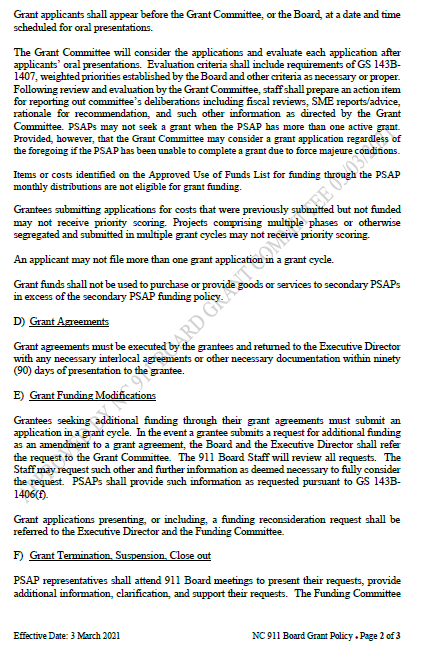 Grant applicants shall appear before the Grant Committee, or the Board, at a date and time
scheduled for oral presentations.
The Grant Committee will consider the applications and evaluate each application after
applicants' oral presentations. Evaluation criteria shall include requirements of GS 143B-
1407, weighted priorities established by the Board and other criteria as necessary or proper.
Following review and evaluation by the Grant Committee, staff shall prepare an action item
for reporting out committee's deliberations including fiscal reviews, SME reports/advice,
rationale for recommendation, and such other information as directed by the Grant
Committee. PSAPs may not seek a grant when the PSAP has more than one active grant.
Provided, however, that the Grant Committee may consider a grant application regardless of
the foregoing if the PSAP has been unable to complete a grant due to force majeure conditions.
Items or costs identified on the Approved Use of Funds List for funding through the PSAP
monthly distributions are not eligible for grant funding.
Grantees submitting applications for costs that were previously submitted but not funded
may not receive priority scoring. Projects comprising multiple phases or otherwise
segregated and submitted in multiple grant cycles may not receive priority scoring.
An applicant may not file more than one grant application in a grant cycle.
Grant funds shall not be used to purchase or provide goods or services to secondary PSAPs
in excess of the secondary PSAP funding policy.
D) Grant Agreements
Grant agreements must be executed by the grantees and returned to the Executive Director
with any necessary interlocal agreements or other necessary documentation within ninety
(90) days of presentation to the grantee.
E) Grant Funding Modifications
Grantees seeking additional funding through their grant agreements must submit an
application in a grant cycle. In the event a grantee submits a request for additional funding
as an amendment to a grant agreement, the Board and the Executive Director shall refer
the request to the Grant Committee. The 911 Board Staff will review all requests. The
Staff may request such other and further information as deemed necessary to fully consider
the request. PSAPs shall provide such information as requested pursuant to GS 143B-
1406(f).
Grant applications presenting, or including, a funding reconsideration request shall be
referred to the Executive Director and the Funding Committee.
F) Grant Termination, Suspension, Close out
PSAP representatives shall attend 911 Board meetings to present their requests, provide
additional information, clarification, and support their requests. The Funding Committee
Effective Date: 3 March 2021 NC 911 Board Grant Policy • Page 2 of 3
BY NC 911 BOARD GRANT COMMITTEE